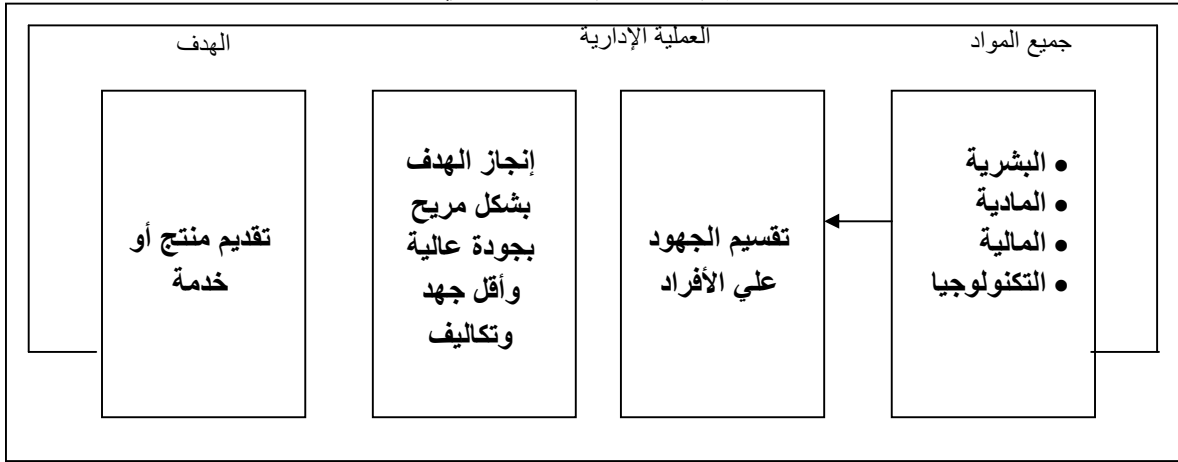 جميع المواد
العملية الإدارية
الهدف
• البشرية
• المادية
• المالية
• التكنولوجيا
تقسيم الجهود
علي الأفراد
إنجاز الهدف
بشكل مريح
بجودة عالية
وأقل جهد
وتكاليف
تقديم منتج أو
خدمة